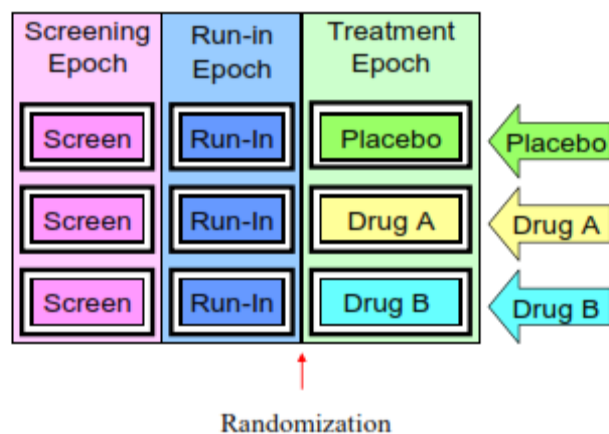 Screening Epoch
Run-in Epoch
Treatment Epoch
Screen
Run-In
Placebo
Placebo
Screen
Run-In
Drug A
Drug A
Screen
Run-In
Drug B
Drug B
Randomization